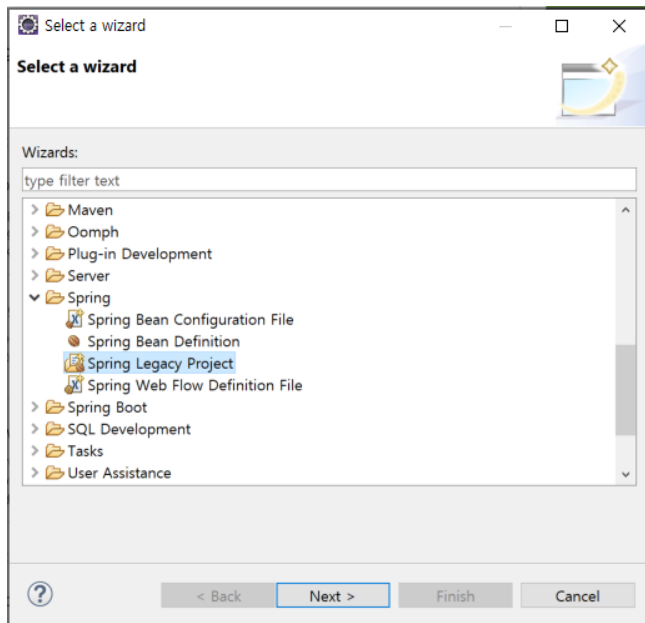 Select a wizard
Select a wizard
Wizards:
type filter text
Maven
Oomph
Plug-in Development
Server
Spring
Spring Bean Configuration File
Spring Bean Definition
Spring Legacy Project
Spring Web Flow Definition File
Spring Boot
SQL Development
Tasks
User Assistance
? < Back Next > Finish Cancel